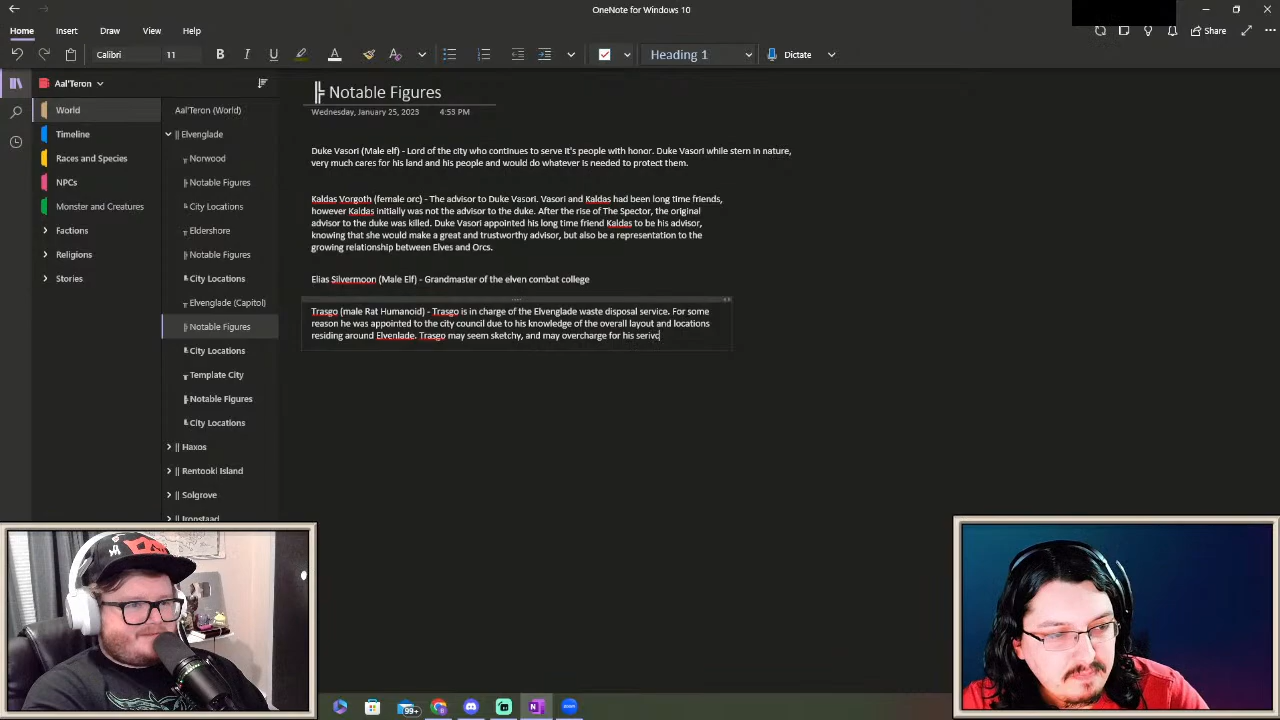 OneNote for Windows 10
Home
Insert
Draw
View
Help
Share
Calibri
11
B
I
U
A
Heading 1
Dictate
Aal'Teron
World
Timeline
Races and Species
NPCs
Monster and Creatures
Factions
Religions
Stories
Aal'Teron (World)
|| Elvenglade
╔ Norwood
╠ Notable Figures
╚ City Locations
╔ Eldershore
╠ Notable Figures
╚ City Locations
╔ Elvenglade (Capitol)
╠ Notable Figures
╚ City Locations
╔ Template City
╠ Notable Figures
╚ City Locations
|| Haxos
|| Rentooki Island
|| Solgrove
|| Ironstaad
╠ Notable Figures
Wednesday, January 25, 2023 4:53 PM
Duke Vasori (Male elf) - Lord of the city who continues to serve it's people with honor. Duke Vasori while stern in nature,
very much cares for his land and his people and would do whatever is needed to protect them.
Kaldas Vorgoth (female orc) - The advisor to Duke Vasori. Vasori and Kaldas had been long time friends,
however Kaldas initially was not the advisor to the duke. After the rise of The Spector, the original
advisor to the duke was killed. Duke Vasori appointed his long time friend Kaldas to be his advisor,
knowing that she would make a great and trustworthy advisor, but also be a representation to the
growing relationship between Elves and Orcs.
Elias Silvermoon (Male Elf) - Grandmaster of the elven combat college
Trasgo (male Rat Humanoid) - Trasgo is in charge of the Elvenglade waste disposal service. For some
reason he was appointed to the city council due to his knowledge of the overall layout and locations
residing around Elvenlade. Trasgo may seem sketchy, and may overcharge for his serivc
99+
zoom